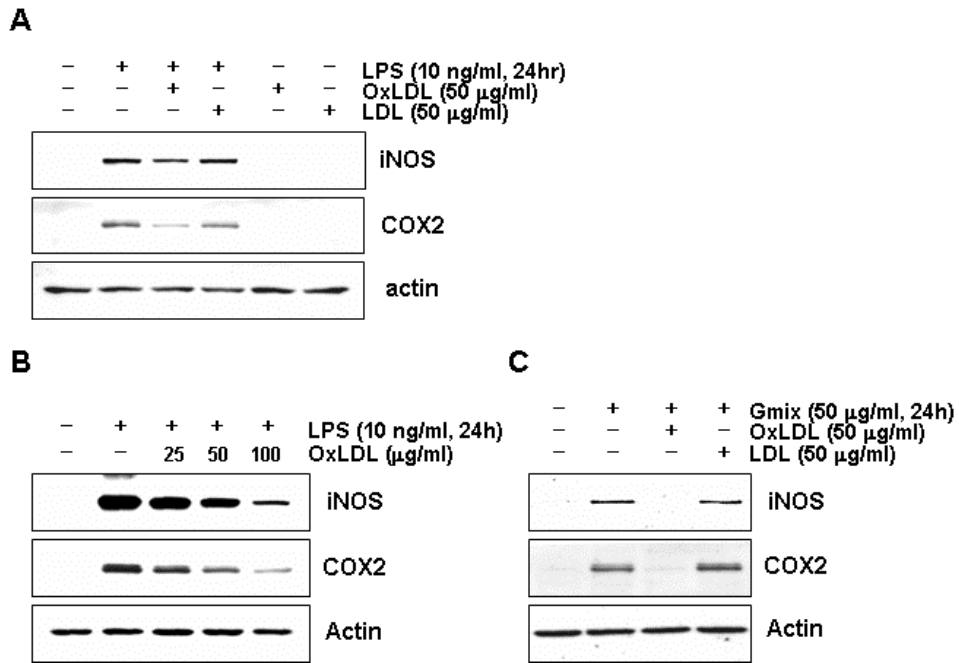 A
− + + + − − LPS (10 ng/ml, 24hr)
− − + − + − OxLDL (50 µg/ml)
− − − + − + LDL (50 µg/ml)
iNOS
COX2
actin
B
− + + + + LPS (10 ng/ml, 24h)
− − 25 50 100 OxLDL (µg/ml)
iNOS
COX2
Actin
C
− + + + Gmix (50 µg/ml, 24h)
− − + − OxLDL (50 µg/ml)
− − − + LDL (50 µg/ml)
iNOS
COX2
Actin